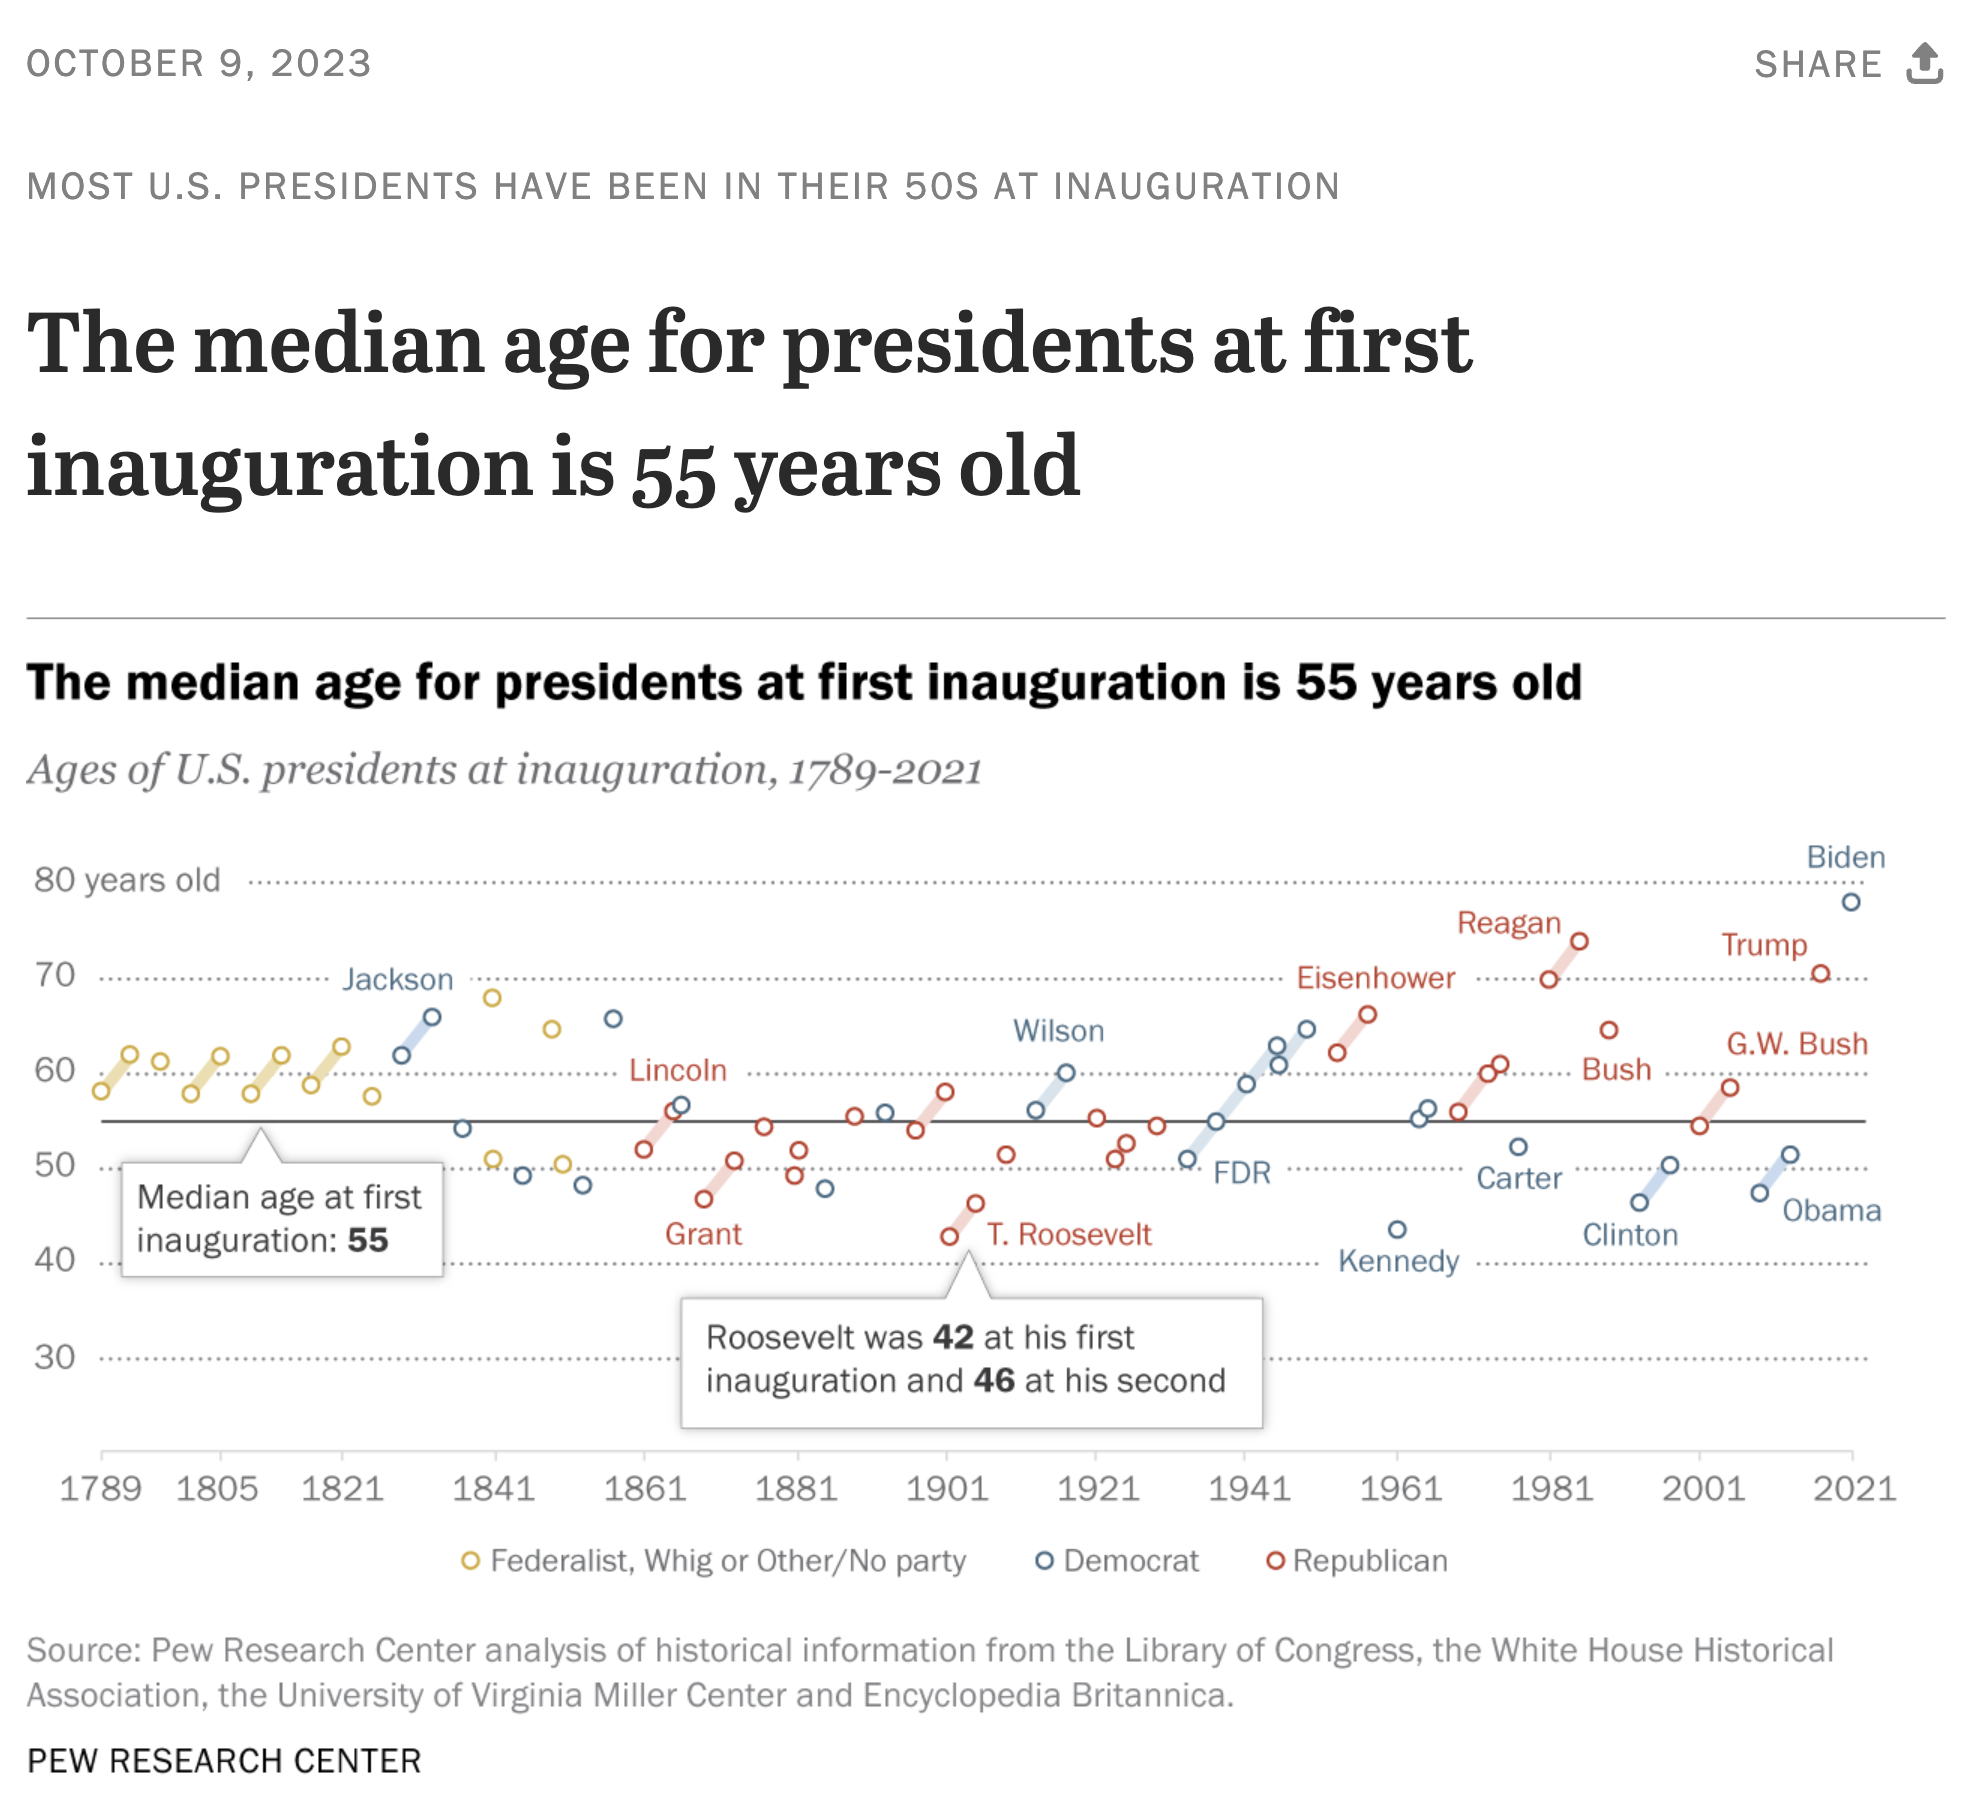 OCTOBER 9, 2023
SHARE
MOST U.S. PRESIDENTS HAVE BEEN IN THEIR 50S AT INAUGURATION
The median age for presidents at first
inauguration is 55 years old
The median age for presidents at first inauguration is 55 years old
Ages of U.S. presidents at inauguration, 1789-2021
Biden
80 years old
Reagan
Trump
70
Jackson
Eisenhower
Wilson
G.W. Bush
60
Lincoln
Bush
50
FDR
Carter
Median age at first
inauguration: 55
Obama
Grant
T. Roosevelt
Clinton
40
Kennedy
Roosevelt was 42 at his first
inauguration and 46 at his second
30
1789 1805 1821 1841 1861 1881 1901 1921 1941 1961 1981 2001 2021
Federalist, Whig or Other/No party Democrat Republican
Source: Pew Research Center analysis of historical information from the Library of Congress, the White House Historical
Association, the University of Virginia Miller Center and Encyclopedia Britannica.
PEW RESEARCH CENTER